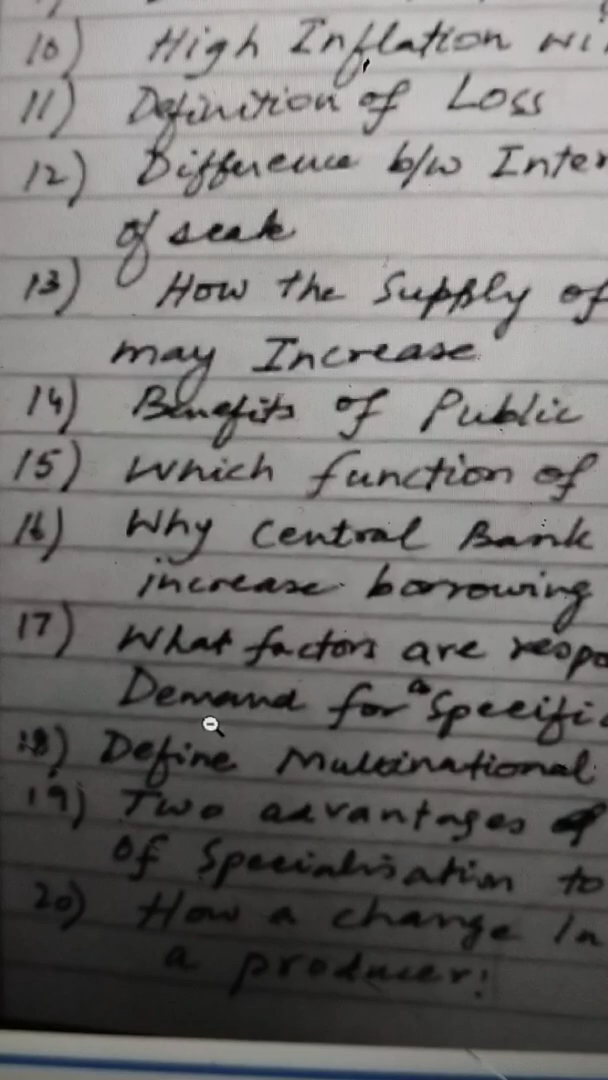 10) High Inflation
11) Definition of Loss
12) Difference b/w Inter
of scale
13) How the Supply of
may Increase
14) Benefits of Public
15) Which function of
16) Why Central Bank
increase borrowing
17) What factors are respo
Demand for a Specific
18) Define Multinational
19) Two advantages
of Specialisation to
20) How a change In
a producer!